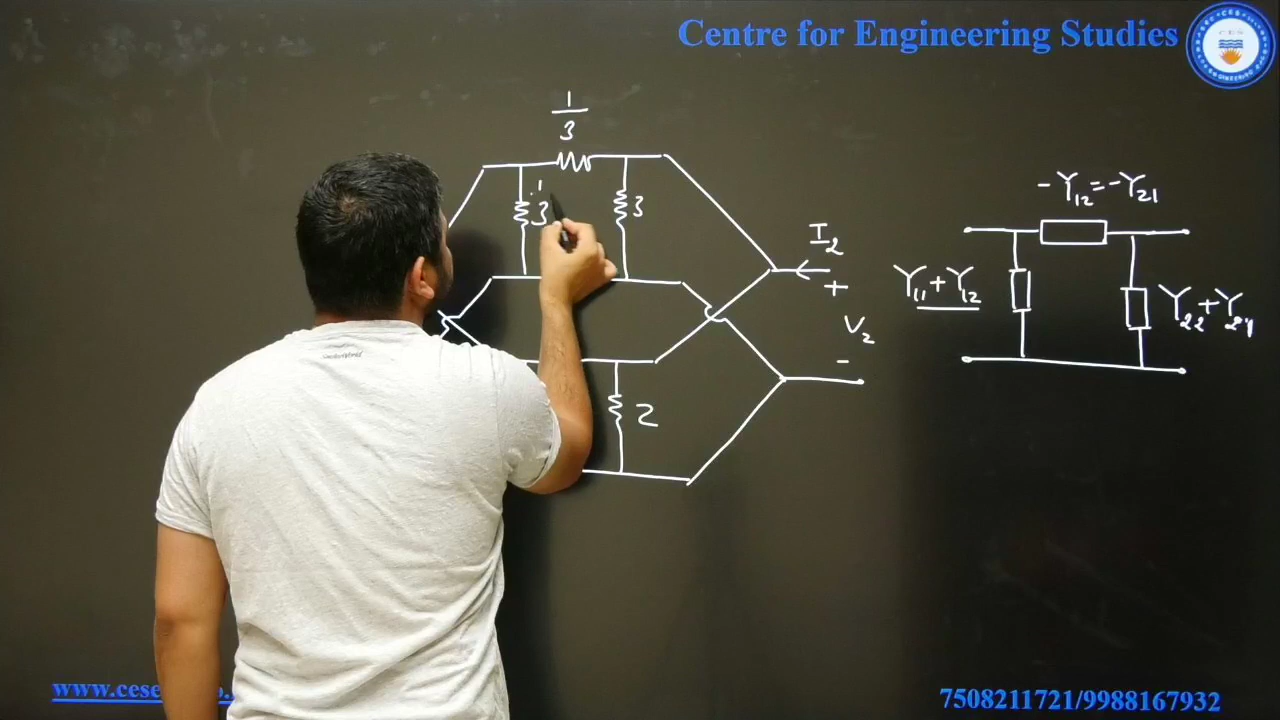 Centre for Engineering Studies
CES
1
3
1
3
3
2
I2
+
V2
-
-Y12=-Y21
Y11+Y12
Y22+Y21
www.cese
o.
7508211721/9988167932